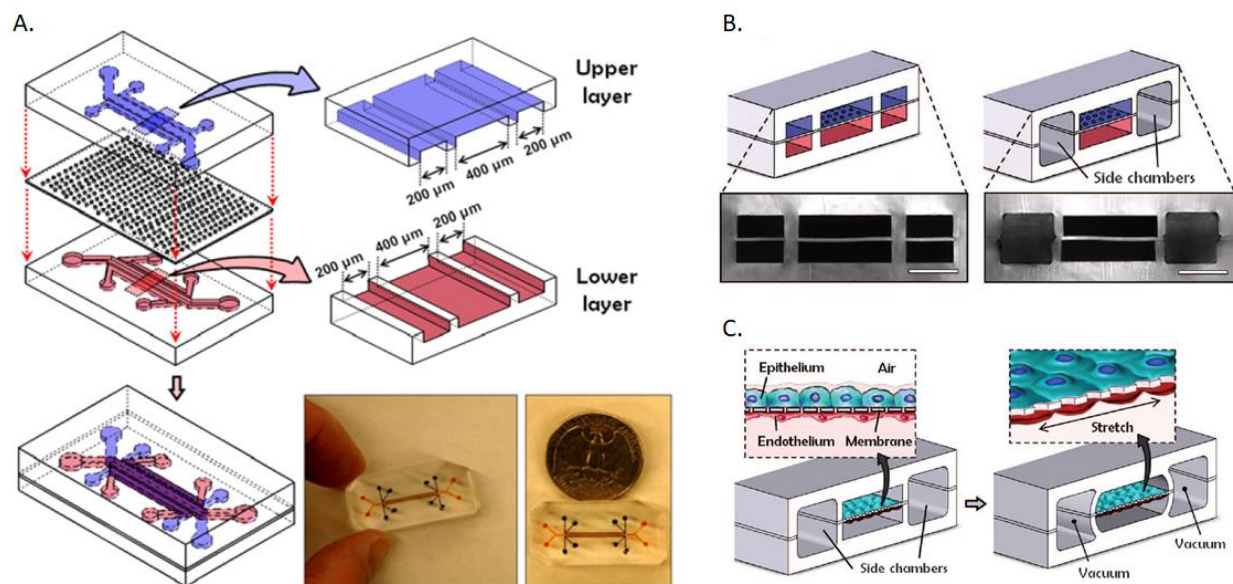 A.
Upper
layer
200 µm
400 µm
200 µm
200 µm
400 µm
200 µm
Lower
layer
B.
Side chambers
C.
Epithelium
Air
Endothelium
Membrane
Stretch
Side chambers
Vacuum
Vacuum